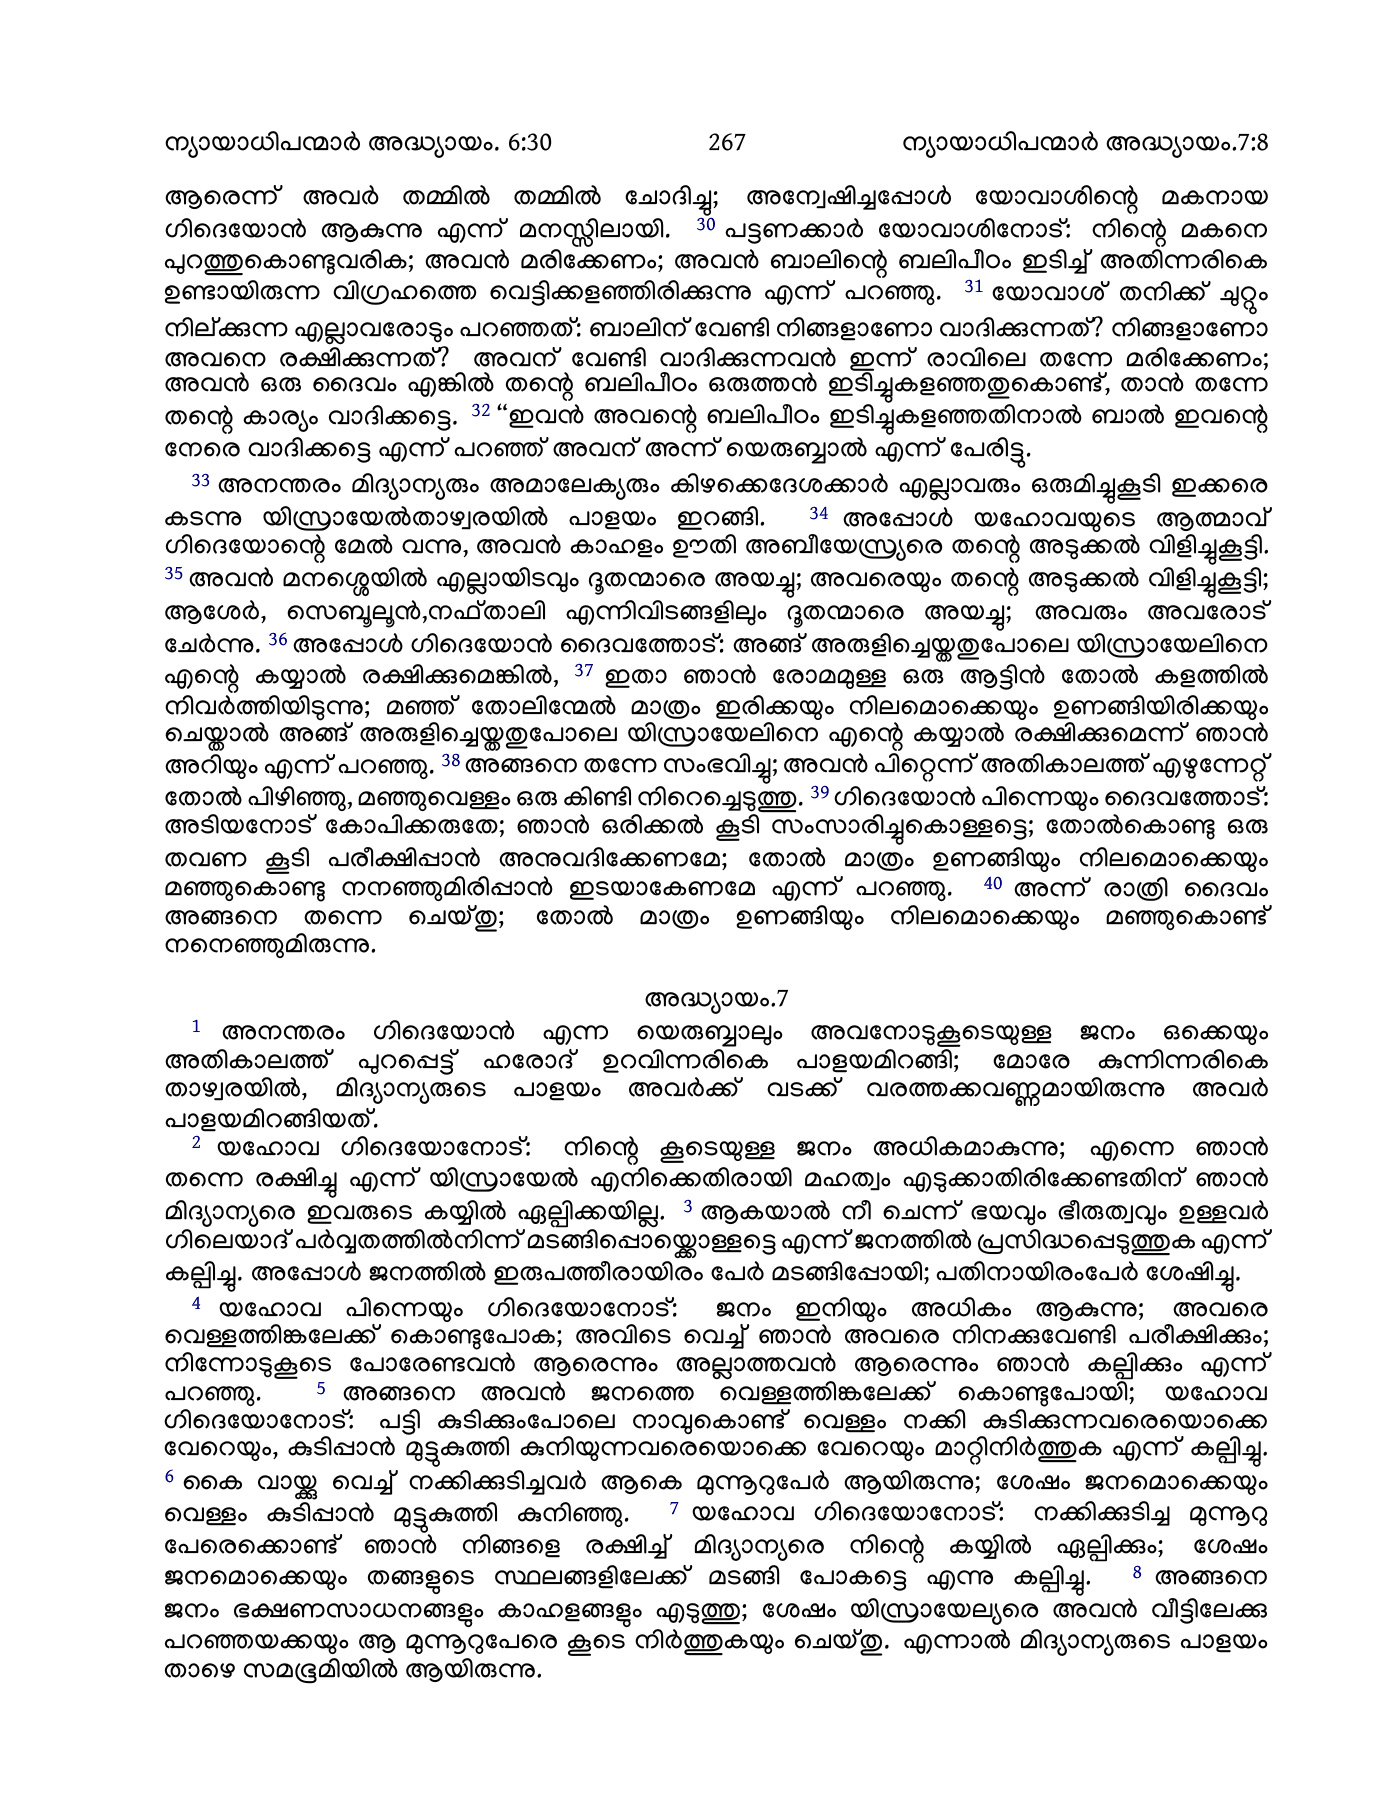 ന്യായാധിപന്മാർ അദ്ധ്യായം. 6:30 267 ന്യായാധിപന്മാർ അദ്ധ്യായം.7:8
ആരെന്ന് അവർ തമ്മിൽ തമ്മിൽ ചോദിച്ചു; അന്വേഷിച്ചപ്പോൾ യോവാശിന്റെ മകനായ
ഗിദെയോൻ ആകുന്നു എന്ന് മനസ്സിലായി. 30 പട്ടണക്കാർ യോവാശിനോട്: നിന്റെ മകനെ
പുറത്തുകൊണ്ടുവരിക; അവൻ മരിക്കേണം; അവൻ ബാലിന്റെ ബലിപീഠം ഇടിച്ച് അതിന്നരികെ
ഉണ്ടായിരുന്ന വിഗ്രഹത്തെ വെട്ടിക്കളഞ്ഞിരിക്കുന്നു എന്ന് പറഞ്ഞു. 31 യോവാശ് തനിക്ക് ചുറ്റും
നില്ക്കുന്ന എല്ലാവരോടും പറഞ്ഞത്: ബാലിന് വേണ്ടി നിങ്ങളാണോ വാദിക്കുന്നത്? നിങ്ങളാണോ
അവനെ രക്ഷിക്കുന്നത്? അവന് വേണ്ടി വാദിക്കുന്നവൻ ഇന്ന് രാവിലെ തന്നേ മരിക്കേണം;
അവൻ ഒരു ദൈവം എങ്കിൽ തന്റെ ബലിപീഠം ഒരുത്തൻ ഇടിച്ചുകളഞ്ഞതുകൊണ്ട്, താൻ തന്നേ
തന്റെ കാര്യം വാദിക്കട്ടെ. 32 “ഇവൻ അവന്റെ ബലിപീഠം ഇടിച്ചുകളഞ്ഞതിനാൽ ബാൽ ഇവന്റെ
നേരെ വാദിക്കട്ടെ എന്ന് പറഞ്ഞ് അവന് അന്ന് യെരുബ്ബാൽ എന്ന് പേരിട്ടു.
33 അനന്തരം മിദ്യാന്യരും അമാലേക്യരും കിഴക്കെദേശക്കാർ എല്ലാവരും ഒരുമിച്ചുകൂടി ഇക്കരെ
കടന്നു യിസ്രായേൽതാഴ്വരയിൽ പാളയം ഇറങ്ങി. 34 അപ്പോൾ യഹോവയുടെ ആത്മാവ്
ഗിദെയോന്റെ മേൽ വന്നു, അവൻ കാഹളം ഊതി അബീയേസ്ര്യരെ തന്റെ അടുക്കൽ വിളിച്ചുകൂട്ടി.
35 അവൻ മനശ്ശെയിൽ എല്ലായിടവും ദൂതന്മാരെ അയച്ചു; അവരെയും തന്റെ അടുക്കൽ വിളിച്ചുകൂട്ടി;
ആശേർ, സെബൂലൂൻ,നഫ്താലി എന്നിവിടങ്ങളിലും ദൂതന്മാരെ അയച്ചു; അവരും അവരോട്
ചേർന്നു. 36 അപ്പോൾ ഗിദെയോൻ ദൈവത്തോട്: അങ്ങ് അരുളിച്ചെയ്തതുപോലെ യിസ്രായേലിനെ
എന്റെ കയ്യാൽ രക്ഷിക്കുമെങ്കിൽ, 37 ഇതാ ഞാൻ രോമമുള്ള ഒരു ആട്ടിൻ തോൽ കളത്തിൽ
നിവർത്തിയിടുന്നു; മഞ്ഞ് തോലിന്മേൽ മാത്രം ഇരിക്കയും നിലമൊക്കെയും ഉണങ്ങിയിരിക്കയും
ചെയ്താൽ അങ്ങ് അരുളിച്ചെയ്തതുപോലെ യിസ്രായേലിനെ എന്റെ കയ്യാൽ രക്ഷിക്കുമെന്ന് ഞാൻ
അറിയും എന്ന് പറഞ്ഞു. 38 അങ്ങനെ തന്നേ സംഭവിച്ചു; അവൻ പിറ്റെന്ന് അതികാലത്ത് എഴുന്നേറ്റ്
തോൽ പിഴിഞ്ഞു, മഞ്ഞുവെള്ളം ഒരു കിണ്ടി നിറെച്ചെടുത്തു. 39 ഗിദെയോൻ പിന്നെയും ദൈവത്തോട്:
അടിയനോട് കോപിക്കരുതേ; ഞാൻ ഒരിക്കൽ കൂടി സംസാരിച്ചുകൊള്ളട്ടെ; തോൽകൊണ്ടു ഒരു
തവണ കൂടി പരീക്ഷിപ്പാൻ അനുവദിക്കേണമേ; തോൽ മാത്രം ഉണങ്ങിയും നിലമൊക്കെയും
മഞ്ഞുകൊണ്ടു നനഞ്ഞുമിരിപ്പാൻ ഇടയാകേണമേ എന്ന് പറഞ്ഞു. 40 അന്ന് രാത്രി ദൈവം
അങ്ങനെ തന്നെ ചെയ്തു; തോൽ മാത്രം ഉണങ്ങിയും നിലമൊക്കെയും മഞ്ഞുകൊണ്ട്
നനെഞ്ഞുമിരുന്നു.
അദ്ധ്യായം.7
1 അനന്തരം ഗിദെയോൻ എന്ന യെരുബ്ബാലും അവനോടുകൂടെയുള്ള ജനം ഒക്കെയും
അതികാലത്ത് പുറപ്പെട്ട് ഹരോദ് ഉറവിന്നരികെ പാളയമിറങ്ങി; മോരേ കുന്നിന്നരികെ
താഴ്വരയിൽ, മിദ്യാന്യരുടെ പാളയം അവർക്ക് വടക്ക് വരത്തക്കവണ്ണമായിരുന്നു അവർ
പാളയമിറങ്ങിയത്.
2 യഹോവ ഗിദെയോനോട്: നിന്റെ കൂടെയുള്ള ജനം അധികമാകുന്നു; എന്നെ ഞാൻ
തന്നെ രക്ഷിച്ചു എന്ന് യിസ്രായേൽ എനിക്കെതിരായി മഹത്വം എടുക്കാതിരിക്കേണ്ടതിന് ഞാൻ
മിദ്യാന്യരെ ഇവരുടെ കയ്യിൽ ഏല്പിക്കയില്ല. 3 ആകയാൽ നീ ചെന്ന് ഭയവും ഭീരുത്വവും ഉള്ളവർ
ഗിലെയാദ് പർവ്വതത്തിൽനിന്ന് മടങ്ങിപ്പൊയ്ക്കൊള്ളട്ടെ എന്ന് ജനത്തിൽ പ്രസിദ്ധപ്പെടുത്തുക എന്ന്
കല്പിച്ചു. അപ്പോൾ ജനത്തിൽ ഇരുപത്തീരായിരം പേർ മടങ്ങിപ്പോയി; പതിനായിരംപേർ ശേഷിച്ചു.
4 യഹോവ പിന്നെയും ഗിദെയോനോട്: ജനം ഇനിയും അധികം ആകുന്നു; അവരെ
വെള്ളത്തിങ്കലേക്ക് കൊണ്ടുപോക; അവിടെ വെച്ച് ഞാൻ അവരെ നിനക്കുവേണ്ടി പരീക്ഷിക്കും;
നിന്നോടുകൂടെ പോരേണ്ടവൻ ആരെന്നും അല്ലാത്തവൻ ആരെന്നും ഞാൻ കല്പിക്കും എന്ന്
പറഞ്ഞു. 5 അങ്ങനെ അവൻ ജനത്തെ വെള്ളത്തിങ്കലേക്ക് കൊണ്ടുപോയി; യഹോവ
ഗിദെയോനോട്: പട്ടി കുടിക്കുംപോലെ നാവുകൊണ്ട് വെള്ളം നക്കി കുടിക്കുന്നവരെയൊക്കെ
വേറെയും, കുടിപ്പാൻ മുട്ടുകുത്തി കുനിയുന്നവരെയൊക്കെ വേറെയും മാറ്റിനിർത്തുക എന്ന് കല്പിച്ചു.
6 കൈ വായ്ക്കു വെച്ച് നക്കിക്കുടിച്ചവർ ആകെ മുന്നൂറുപേർ ആയിരുന്നു; ശേഷം ജനമൊക്കെയും
വെള്ളം കുടിപ്പാൻ മുട്ടുകുത്തി കുനിഞ്ഞു. 7 യഹോവ ഗിദെയോനോട്: നക്കിക്കുടിച്ച മുന്നൂറു
പേരെക്കൊണ്ട് ഞാൻ നിങ്ങളെ രക്ഷിച്ച് മിദ്യാന്യരെ നിന്റെ കയ്യിൽ ഏല്പിക്കും; ശേഷം
ജനമൊക്കെയും തങ്ങളുടെ സ്ഥലങ്ങളിലേക്ക് മടങ്ങി പോകട്ടെ എന്നു കല്പിച്ചു. 8 അങ്ങനെ
ജനം ഭക്ഷണസാധനങ്ങളും കാഹളങ്ങളും എടുത്തു; ശേഷം യിസ്രായേല്യരെ അവൻ വീട്ടിലേക്കു
പറഞ്ഞയക്കയും ആ മുന്നൂറുപേരെ കൂടെ നിർത്തുകയും ചെയ്തു. എന്നാൽ മിദ്യാന്യരുടെ പാളയം
താഴെ സമഭൂമിയിൽ ആയിരുന്നു.